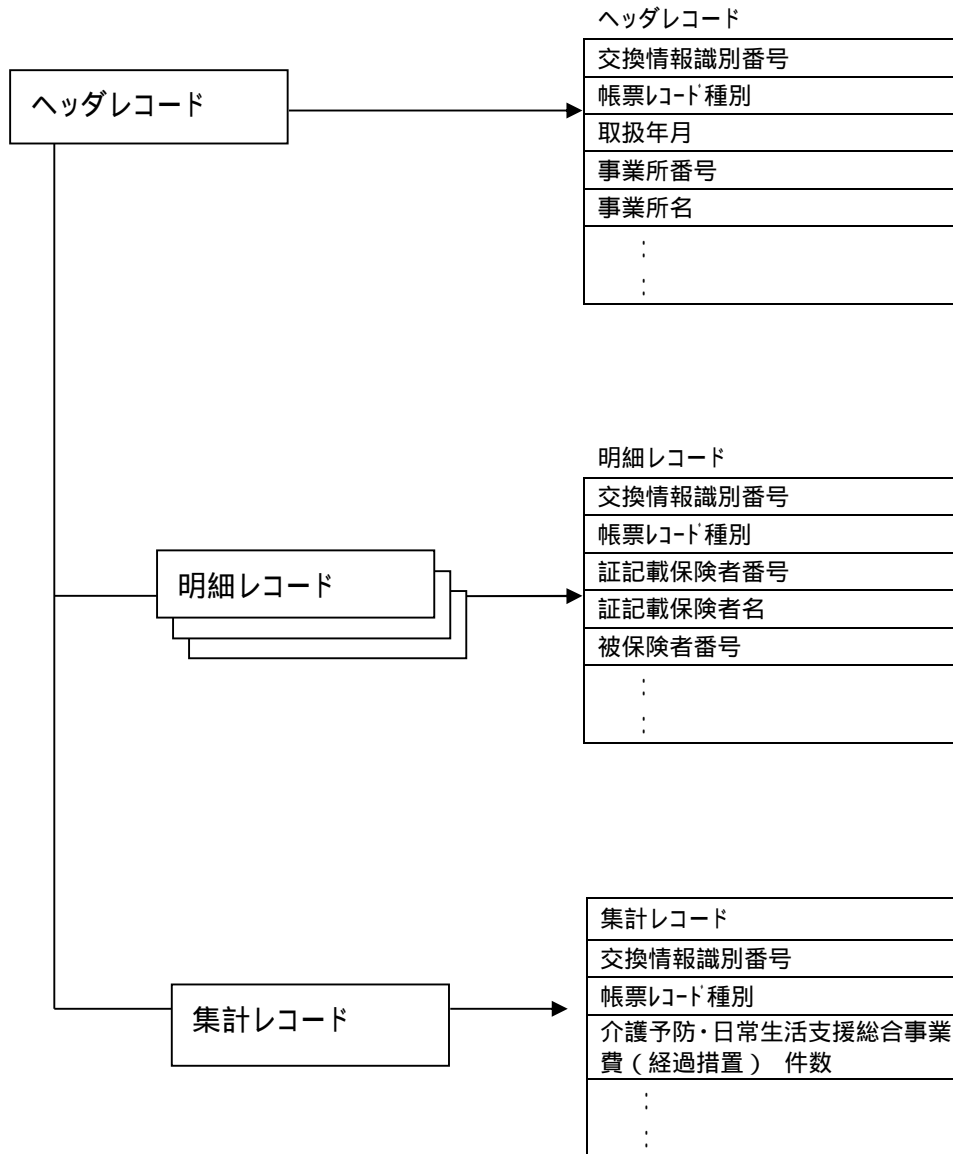 ヘッダレコード
ヘッダレコード
交換情報識別番号
帳票ﾚｺｰﾄﾞ種別
取扱年月
事業所番号
事業所名
:
:
明細レコード
明細レコード
交換情報識別番号
帳票ﾚｺｰﾄﾞ種別
証記載保険者番号
証記載保険者名
被保険者番号
:
:
集計レコード
集計レコード
交換情報識別番号
帳票ﾚｺｰﾄﾞ種別
介護予防・日常生活支援総合事業
費（経過措置）　件数
:
: